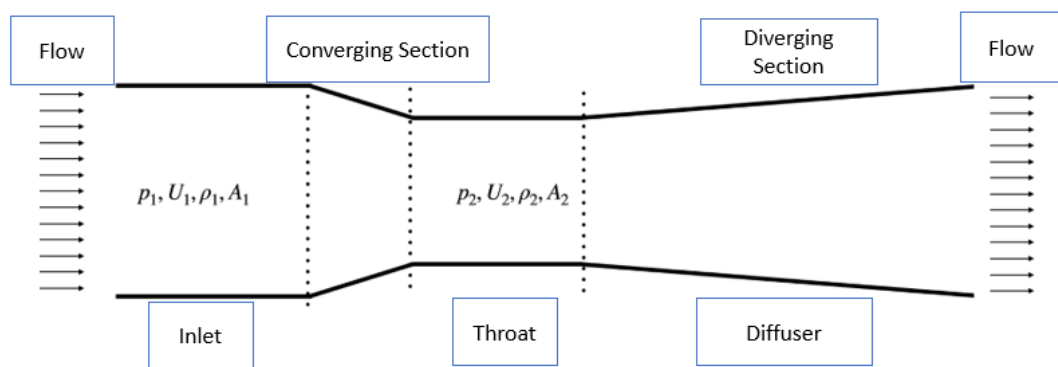 Flow
Converging Section
Diverging
Section
Flow
p₁, U₁, ρ₁, A₁
p₂, U₂, ρ₂, A₂
Inlet
Throat
Diffuser